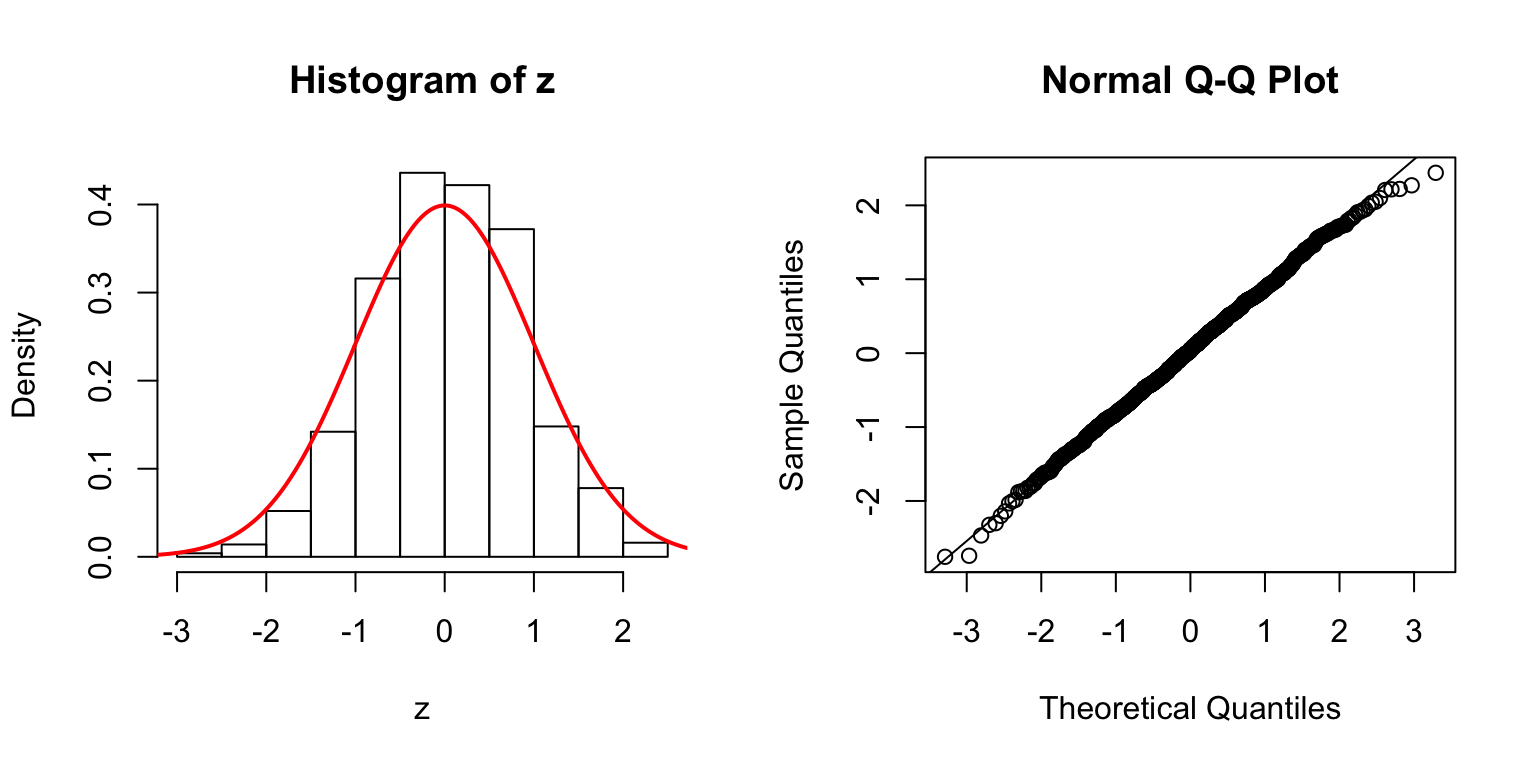 Histogram of z
Density
0.0 0.1 0.2 0.3 0.4
-3 -2 -1 0 1 2
z
Normal Q-Q Plot
Sample Quantiles
-2 -1 0 1 2
-3 -2 -1 0 1 2 3
Theoretical Quantiles